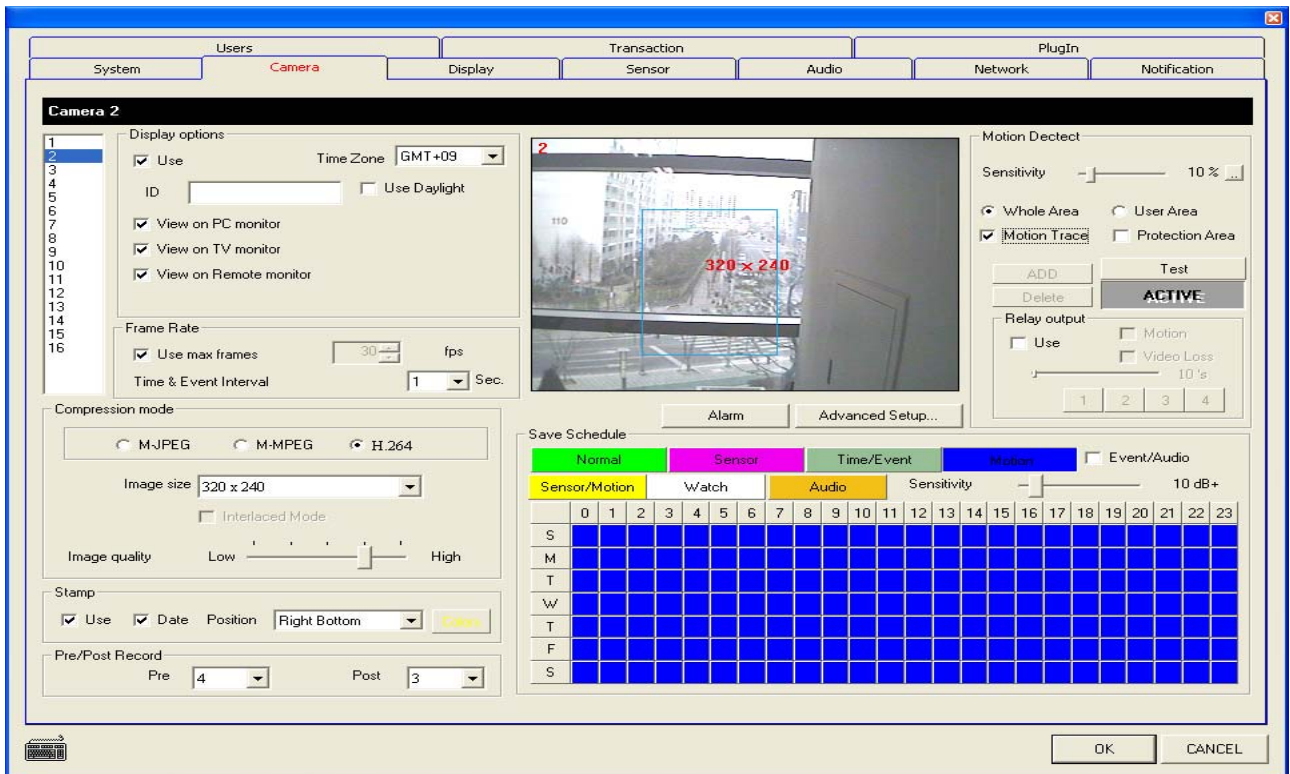 Users Transaction PlugIn
System Camera Display Sensor Audio Network Notification
Camera 2
1
2
3
4
5
6
7
8
9
10
11
12
13
14
15
16
Display options
Use Time Zone GMT+09
ID Use Daylight
View on PC monitor
View on TV monitor
View on Remote monitor
Frame Rate
Use max frames 30 fps
Time & Event Interval 1 Sec.
2
110
320 x 240
Alarm Advanced Setup...
Motion Dectect
Sensitivity 10 % ...
Whole Area User Area
Motion Trace Protection Area
ADD Test
Delete ACTIVE
Relay output
Use Motion
Video Loss
10 's
1 2 3 4
Compression mode
M-JPEG M-MPEG H.264
Image size 320 x 240
Interlaced Mode
Image quality Low High
Stamp
Use Date Position Right Bottom
Pre/Post Record
Pre 4 Post 3
Save Schedule
Normal Sensor Time/Event Motion Event/Audio
Sensor/Motion Watch Audio Sensitivity 10 dB+
0 1 2 3 4 5 6 7 8 9 10 11 12 13 14 15 16 17 18 19 20 21 22 23
S
M
T
W
T
F
S
OK CANCEL